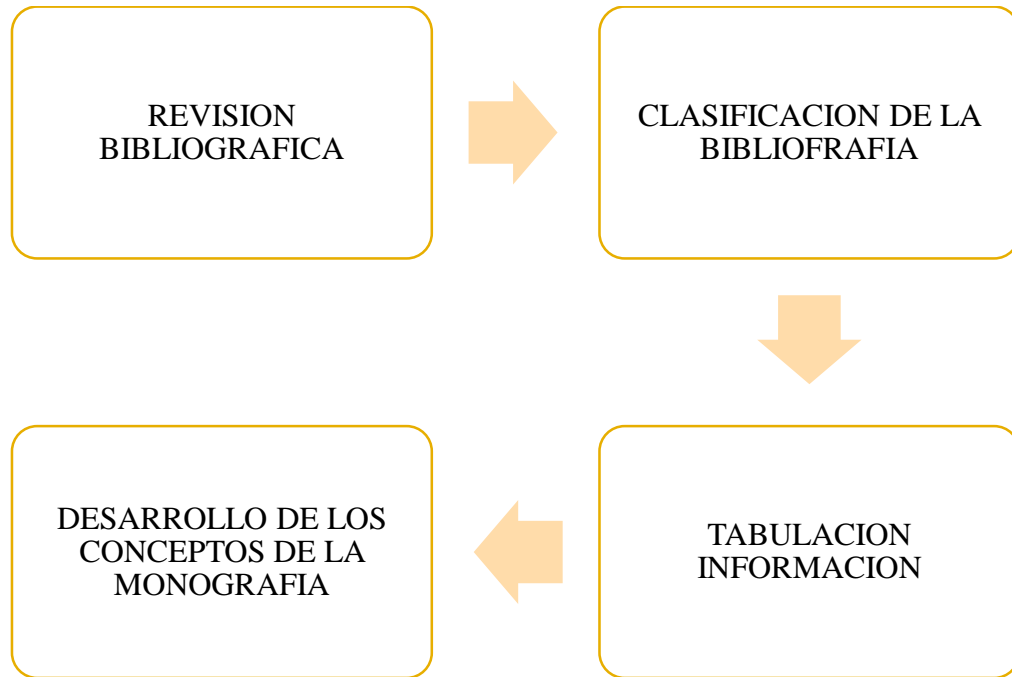 REVISION
BIBLIOGRAFICA
CLASIFICACION DE LA
BIBLIOFRAFIA
TABULACION
INFORMACION
DESARROLLO DE LOS
CONCEPTOS DE LA
MONOGRAFIA